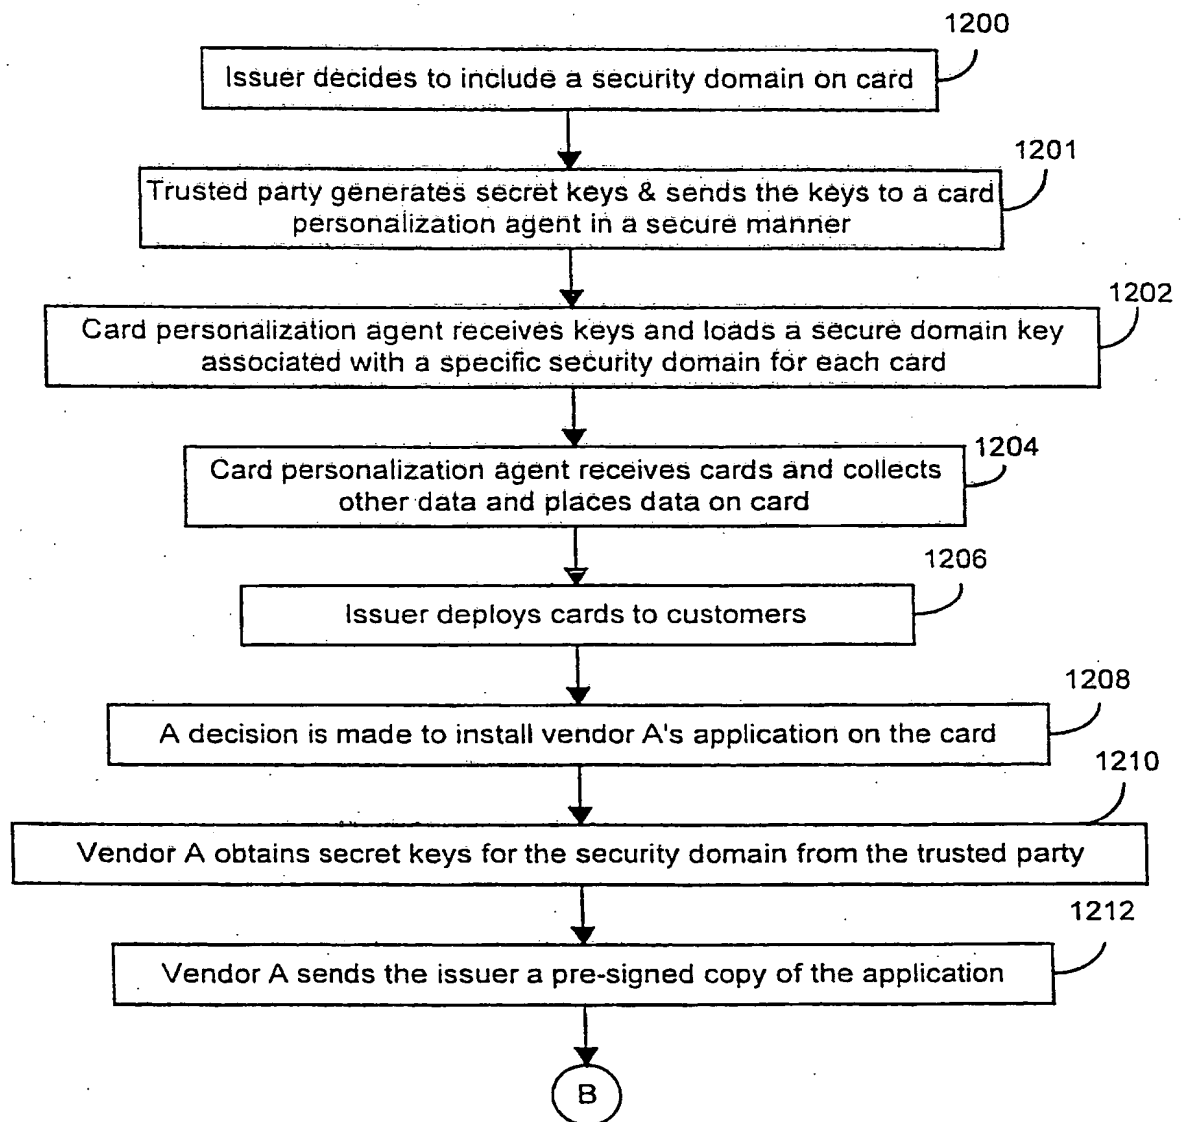 1200
Issuer decides to include a security domain on card
1201
Trusted party generates secret keys & sends the keys to a card
personalization agent in a secure manner
1202
Card personalization agent receives keys and loads a secure domain key
associated with a specific security domain for each card
1204
Card personalization agent receives cards and collects
other data and places data on card
1206
Issuer deploys cards to customers
1208
A decision is made to install vendor A's application on the card
1210
Vendor A obtains secret keys for the security domain from the trusted party
1212
Vendor A sends the issuer a pre-signed copy of the application
B